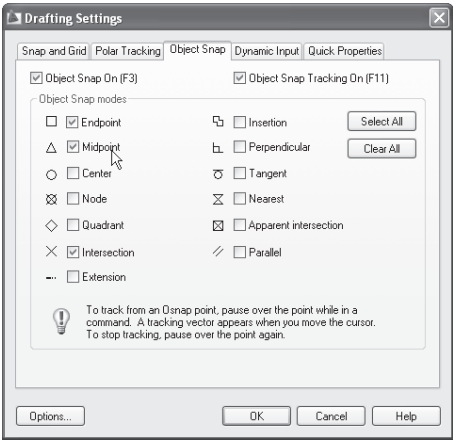 Drafting Settings
Snap and Grid Polar Tracking Object Snap Dynamic Input Quick Properties
Object Snap On (F3) Object Snap Tracking On (F11)
Object Snap modes
Endpoint Insertion Select All
Midpoint Perpendicular Clear All
Center Tangent
Node Nearest
Quadrant Apparent intersection
Intersection Parallel
Extension
To track from an Osnap point, pause over the point while in a
command. A tracking vector appears when you move the cursor.
To stop tracking, pause over the point again.
Options... OK Cancel Help